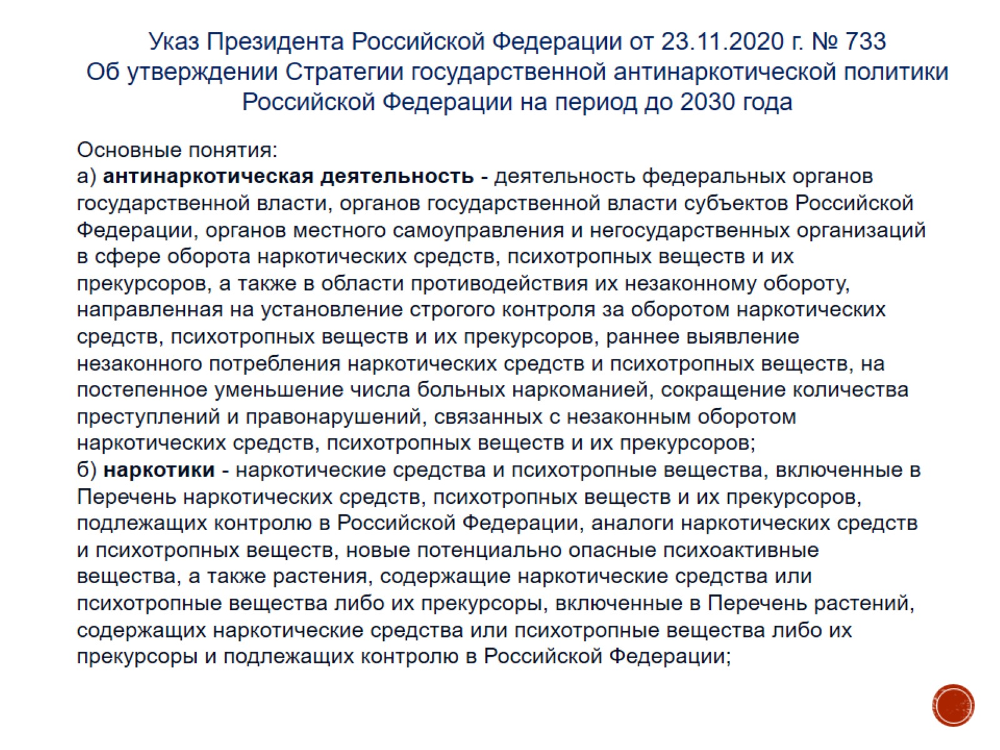 Указ Президента Российской Федерации от 23.11.2020 г. № 733
Об утверждении Стратегии государственной антинаркотической политики
Российской Федерации на период до 2030 года
Основные понятия:
а) антинаркотическая деятельность - деятельность федеральных органов
государственной власти, органов государственной власти субъектов Российской
Федерации, органов местного самоуправления и негосударственных организаций
в сфере оборота наркотических средств, психотропных веществ и их
прекурсоров, а также в области противодействия их незаконному обороту,
направленная на установление строгого контроля за оборотом наркотических
средств, психотропных веществ и их прекурсоров, раннее выявление
незаконного потребления наркотических средств и психотропных веществ, на
постепенное уменьшение числа больных наркоманией, сокращение количества
преступлений и правонарушений, связанных с незаконным оборотом
наркотических средств, психотропных веществ и их прекурсоров;
б) наркотики - наркотические средства и психотропные вещества, включенные в
Перечень наркотических средств, психотропных веществ и их прекурсоров,
подлежащих контролю в Российской Федерации, аналоги наркотических средств
и психотропных веществ, новые потенциально опасные психоактивные
вещества, а также растения, содержащие наркотические средства или
психотропные вещества либо их прекурсоры, включенные в Перечень растений,
содержащих наркотические средства или психотропные вещества либо их
прекурсоры и подлежащих контролю в Российской Федерации;